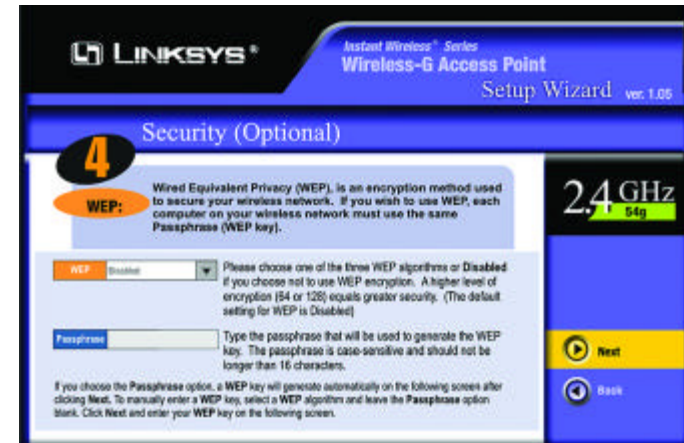 LINKSYS®
Instant Wireless® Series
Wireless-G Access Point
Setup Wizard ver. 1.05
Security (Optional)
4
WEP:
Wired Equivalent Privacy (WEP), is an encryption method used
to secure your wireless network. If you wish to use WEP, each
computer on your wireless network must use the same
Passphrase (WEP key).
2.4 GHz
54g
WEP Disabled
Please choose one of the three WEP algorithms or Disabled
if you choose not to use WEP encryption. A higher level of
encryption (64 or 128) equals greater security. (The default
setting for WEP is Disabled)
Passphrase
Type the passphrase that will be used to generate the WEP
key. The passphrase is case-sensitive and should not be
longer than 16 characters.
If you choose the Passphrase option, a WEP key will generate automatically on the following screen after
clicking Next. To manually enter a WEP key, select a WEP algorithm and leave the Passphrase option
blank. Click Next and enter your WEP key on the following screen.
Next
Back